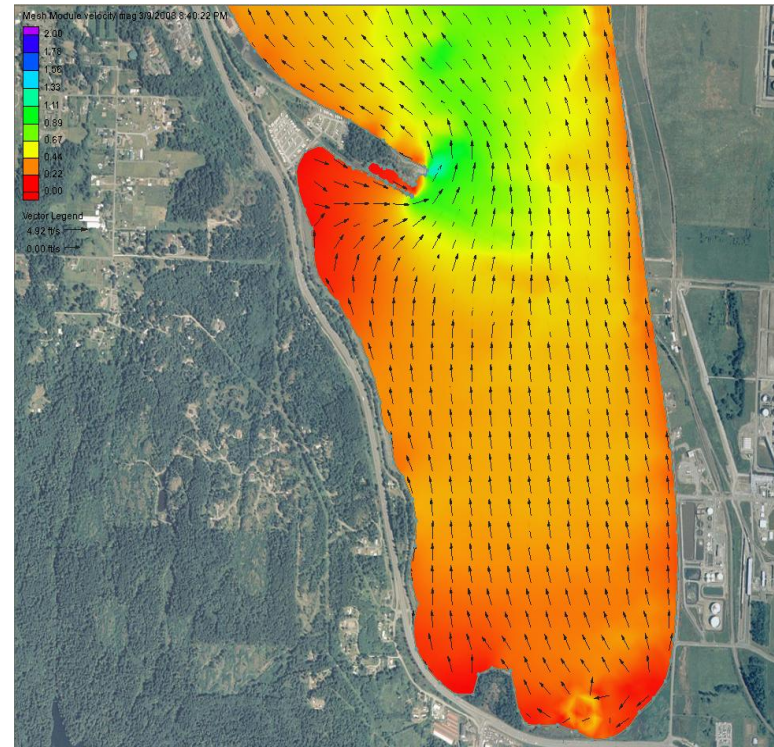 Mesh Module velocity mag 3/9/2008 8:40:22 PM
2.00
1.78
1.56
1.33
1.11
0.89
0.67
0.44
0.22
0.00
Vector Legend
4.92 ft/s
0.00 ft/s